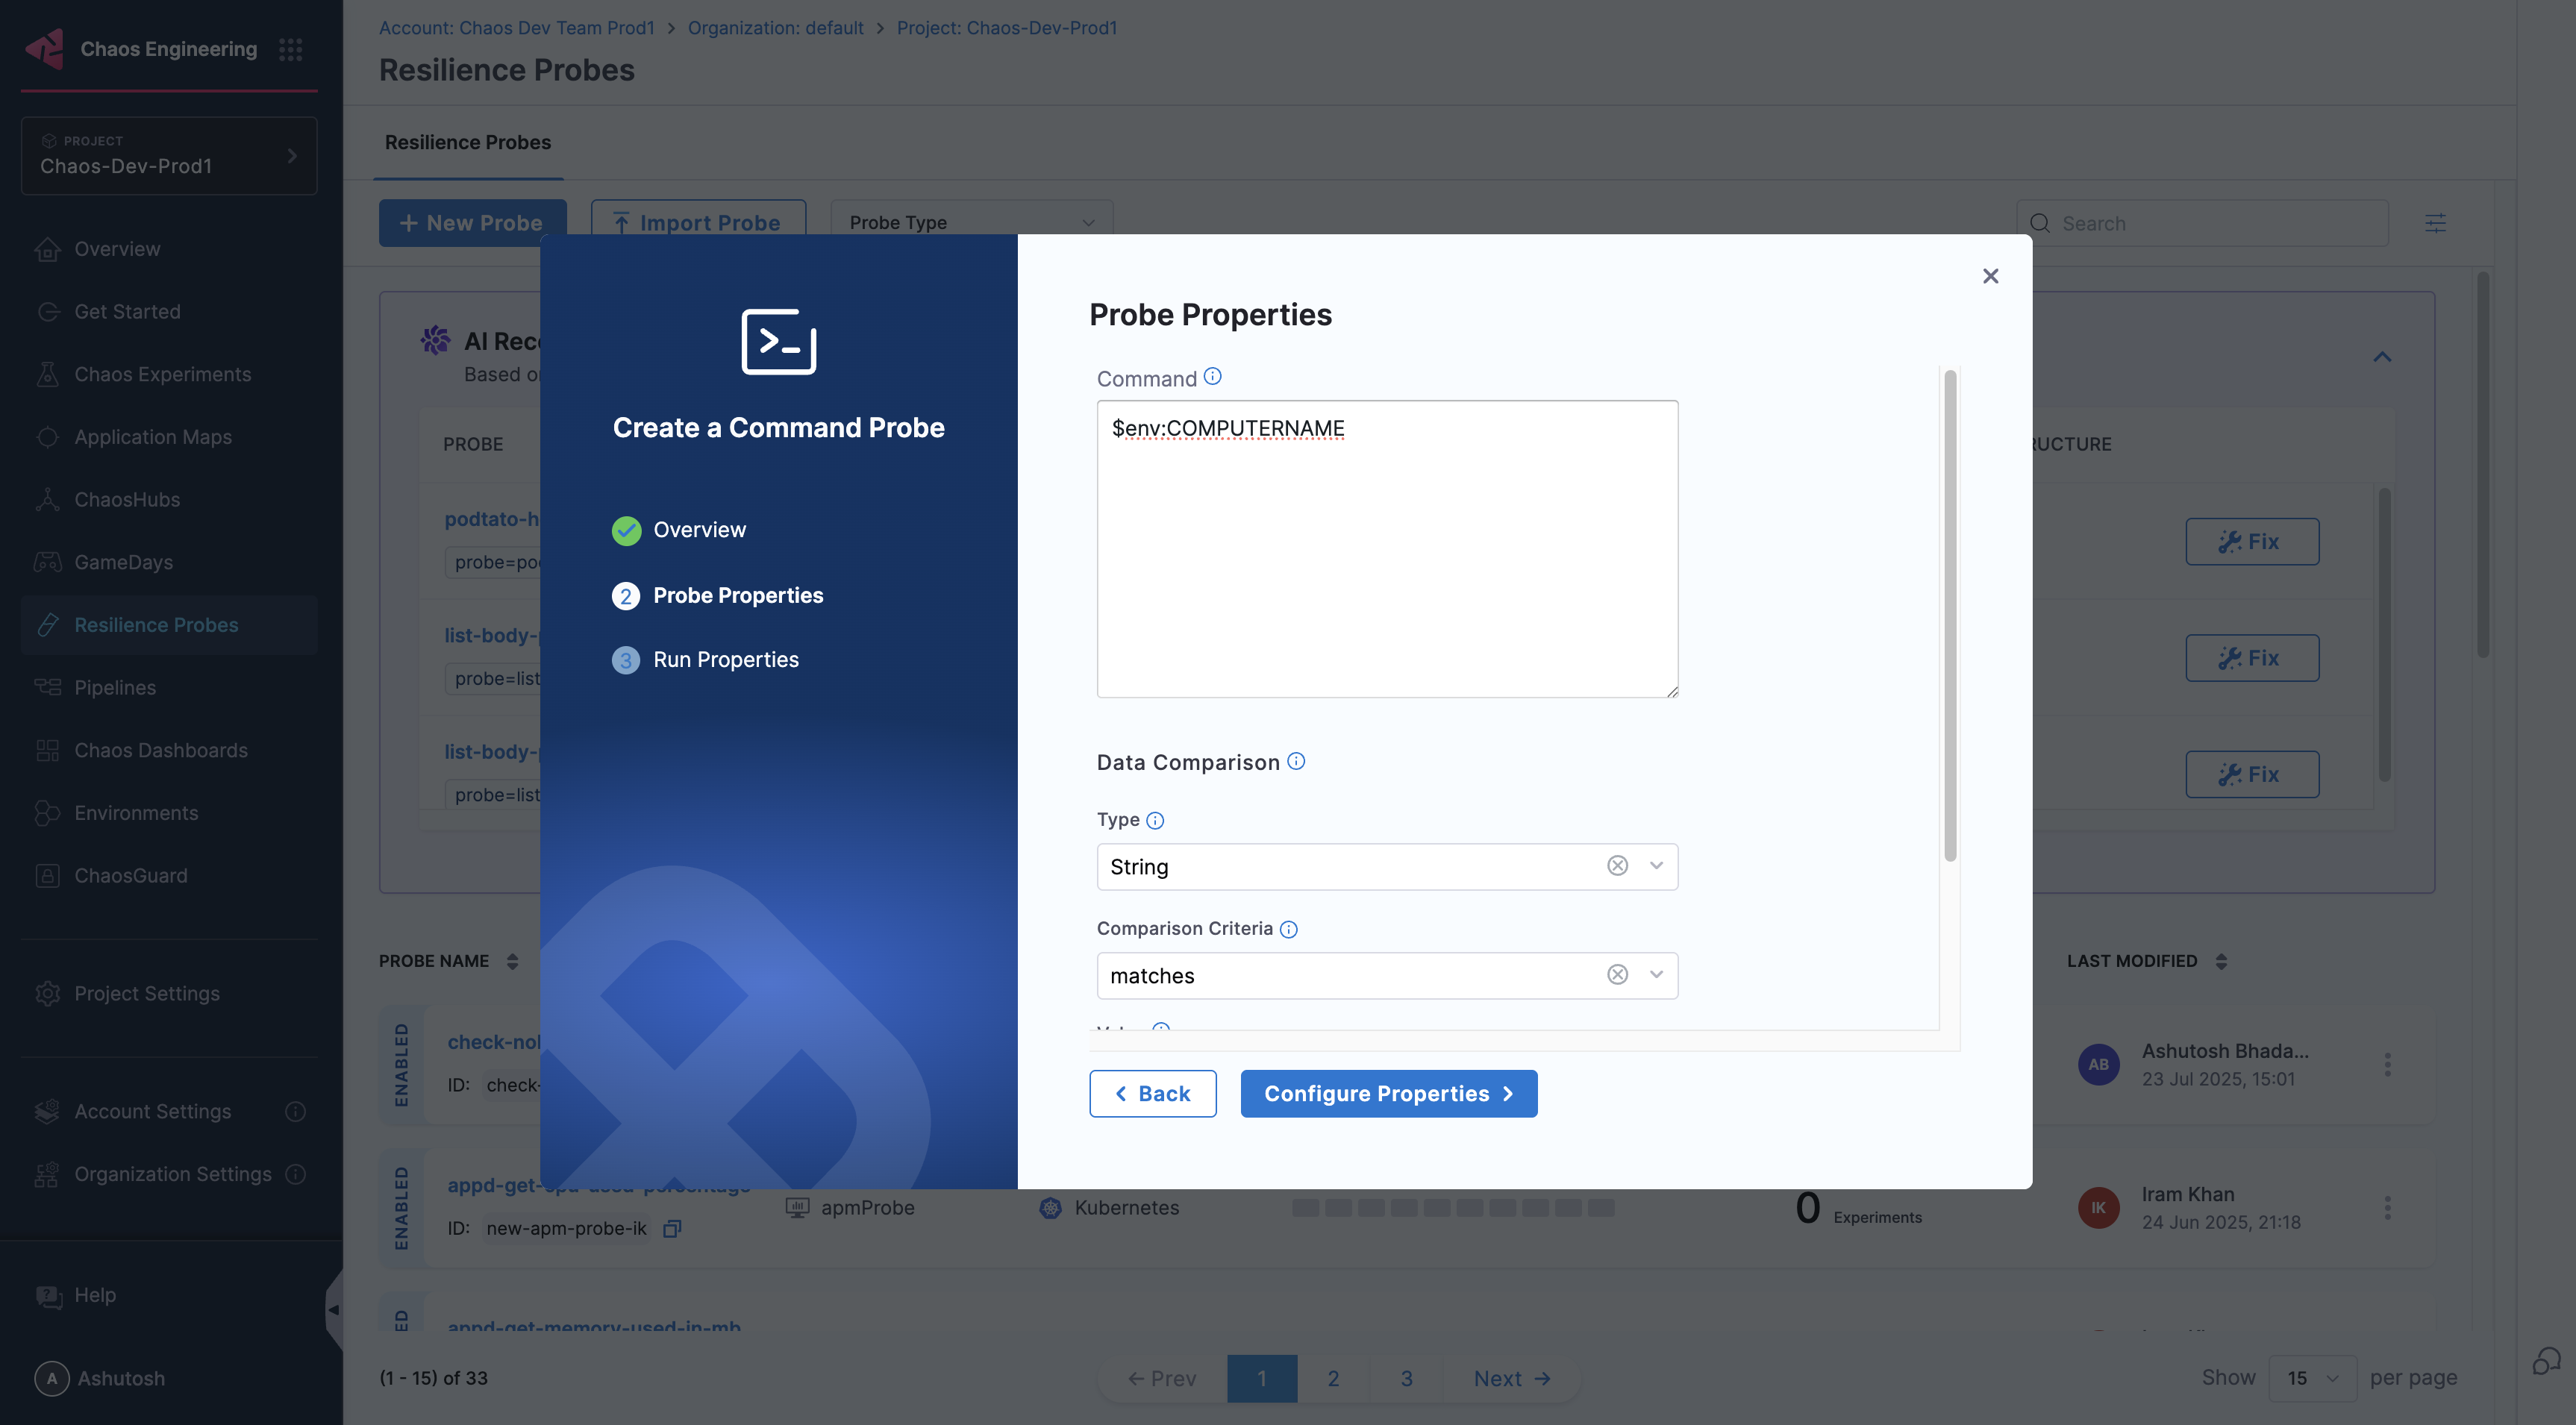 Chaos Engineering
PROJECT
Chaos-Dev-Prod1
Overview
Get Started
Chaos Experiments
Application Maps
ChaosHubs
GameDays
Resilience Probes
Pipelines
Chaos Dashboards
Environments
ChaosGuard
Project Settings
Account Settings
Organization Settings
Help
A Ashutosh
Account: Chaos Dev Team Prod1 > Organization: default > Project: Chaos-Dev-Prod1
Resilience Probes
Resilience Probes
+ New Probe
Import Probe
Probe Type
Search
AI Rec
Based o
PROBE
RUCTURE
podtato-h
probe=po
Fix
list-body-
probe=list
Fix
list-body-
probe=list
Fix
Create a Command Probe
Overview
2 Probe Properties
3 Run Properties
Probe Properties
Command
$env:COMPUTERNAME
Data Comparison
Type
String
Comparison Criteria
matches
Back
Configure Properties
PROBE NAME
LAST MODIFIED
ENABLED
check-no
ID: check-
AB
Ashutosh Bhada...
23 Jul 2025, 15:01
ENABLED
appd-get-cpu-used-percentage
ID: new-apm-probe-ik
apmProbe
Kubernetes
0 Experiments
IK
Iram Khan
24 Jun 2025, 21:18
appd-get-memory-used-in-mb
(1 - 15) of 33
← Prev
1
2
3
Next →
Show 15 per page